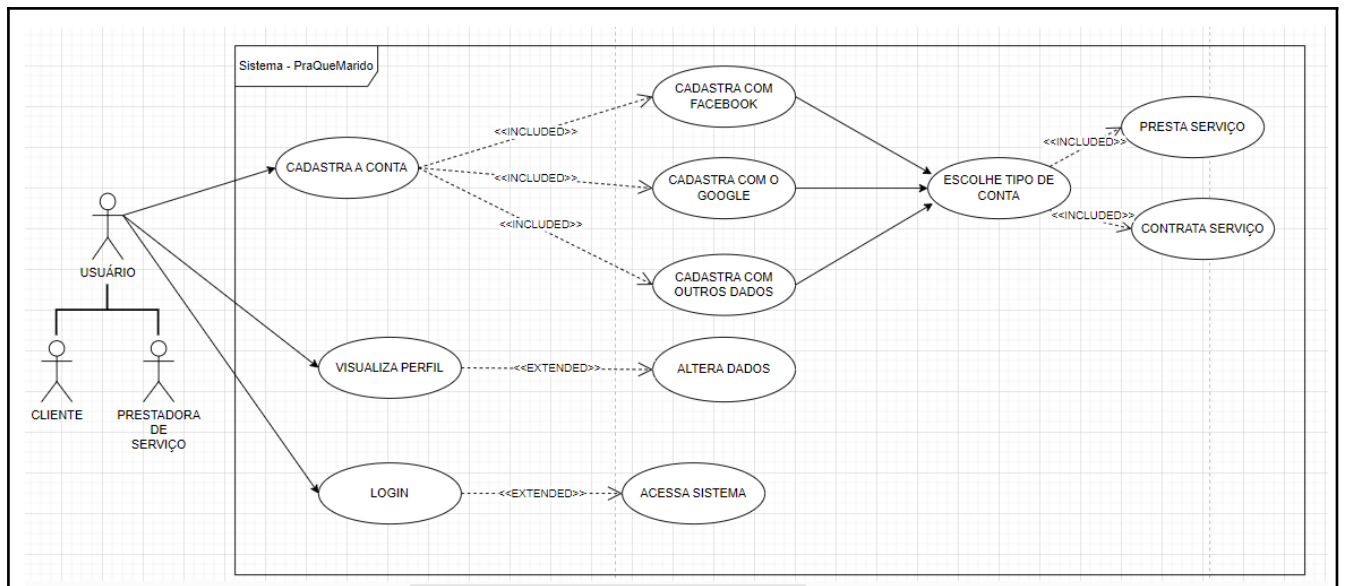 Sistema - PraQueMarido
CADASTRA COM
FACEBOOK
<<INCLUDED>>
PRESTA SERVIÇO
<<INCLUDED>>
CADASTRA A CONTA
<<INCLUDED>>
CADASTRA COM O
GOOGLE
ESCOLHE TIPO DE
CONTA
<<INCLUDED>>
CONTRATA SERVIÇO
<<INCLUDED>>
USUÁRIO
CADASTRA COM
OUTROS DADOS
VISUALIZA PERFIL
<<EXTENDED>>
ALTERA DADOS
CLIENTE
PRESTADORA
DE
SERVIÇO
LOGIN
<<EXTENDED>>
ACESSA SISTEMA